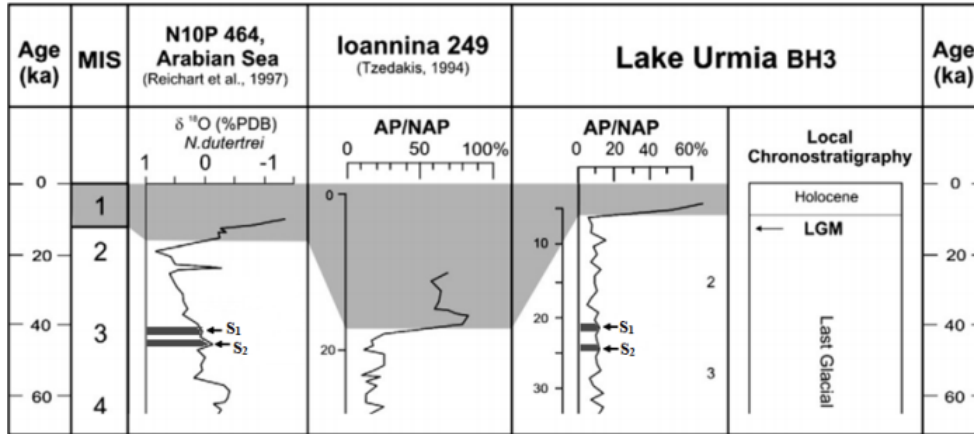 Age
(ka)
MIS
N10P 464,
Arabian Sea
(Reichart et al., 1997)
Ioannina 249
(Tzedakis, 1994)
Lake Urmia BH3
Age
(ka)
δ ¹⁸O (%PDB)
N.dutertrei
1 0 -1
AP/NAP
0 50 100%
AP/NAP
0 20 40 60%
Local
Chronostratigraphy
0
20
40
60
1
2
3
4
S₁
S₂
0
20
10
20
30
S₁
S₂
2
3
Holocene
LGM
Last Glacial
0
20
40
60